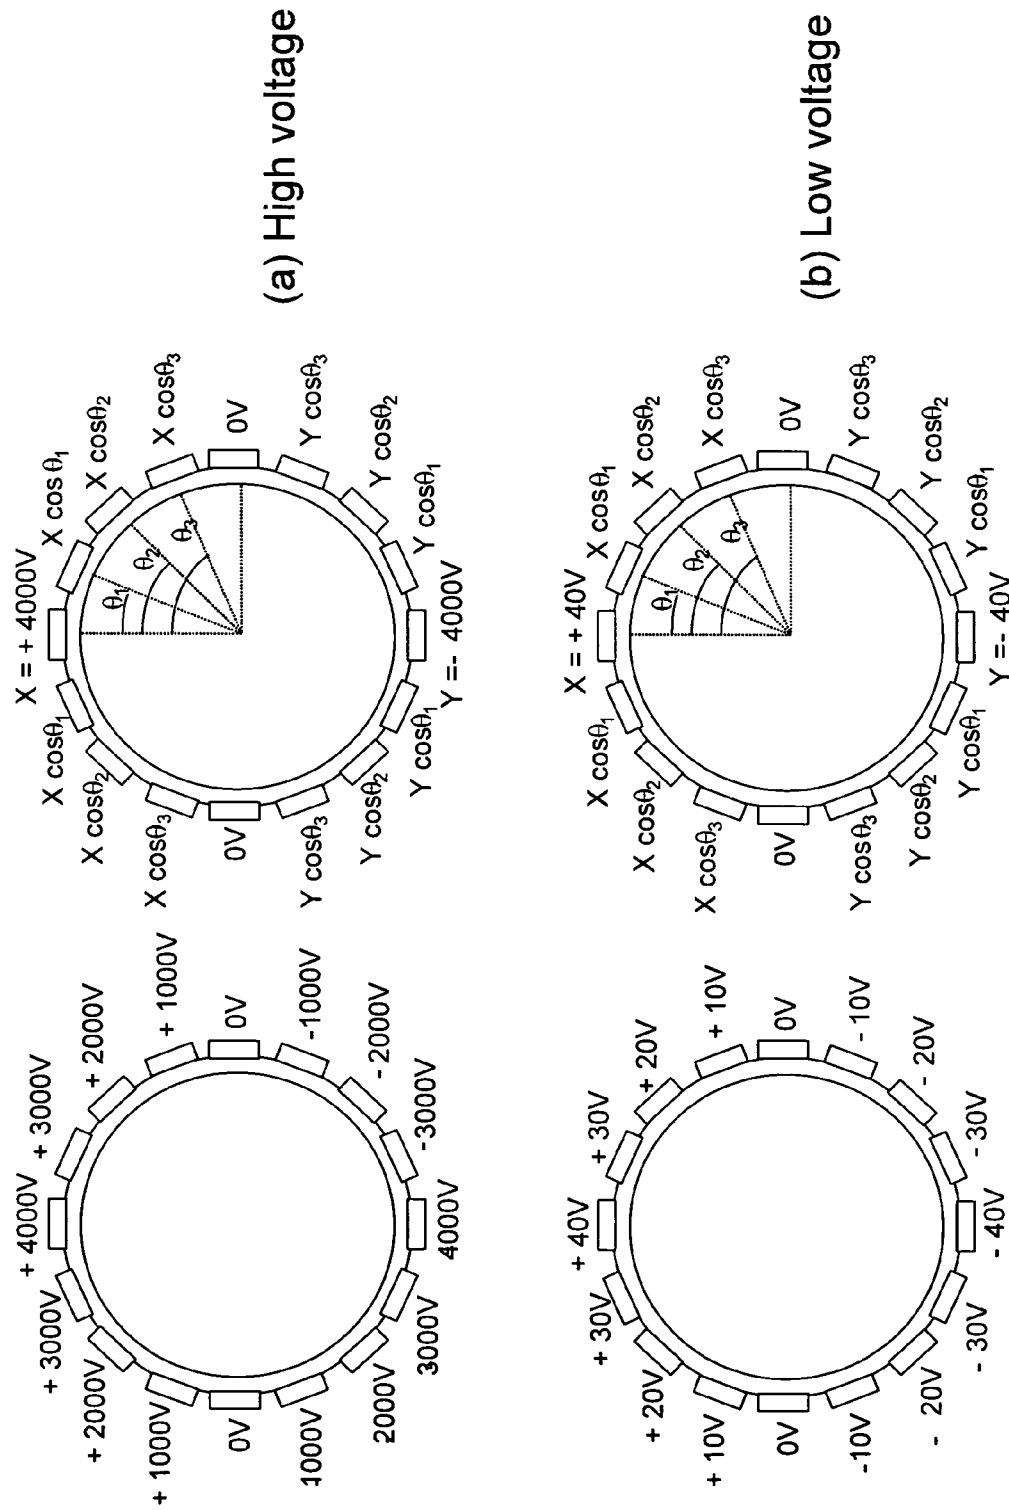 + 4000V
+ 3000V
+ 3000V
+ 2000V
+ 2000V
+ 1000V
+ 1000V
0V
0V
1000V
-1000V
2000V
- 2000V
3000V
- 3000V
4000V
X = + 4000V
X cosθ1
X cos θ1
X cosθ2
X cosθ2
X cosθ3
X cosθ3
θ1
θ2
θ3
0V
0V
Y cosθ3
Y cosθ3
Y cosθ2
Y cosθ2
Y cosθ1
Y cosθ1
Y =- 4000V
(a) High voltage
+ 40V
+ 30V
+ 30V
+ 20V
+ 20V
+ 10V
+ 10V
0V
0V
-10V
- 10V
- 20V
- 20V
- 30V
- 30V
- 40V
X = + 40V
X cosθ1
X cosθ1
X cosθ2
X cosθ2
X cosθ3
X cosθ3
θ1
θ2
θ3
0V
0V
Y cosθ3
Y cosθ3
Y cosθ2
Y cosθ2
Y cosθ1
Y cosθ1
Y =- 40V
(b) Low voltage